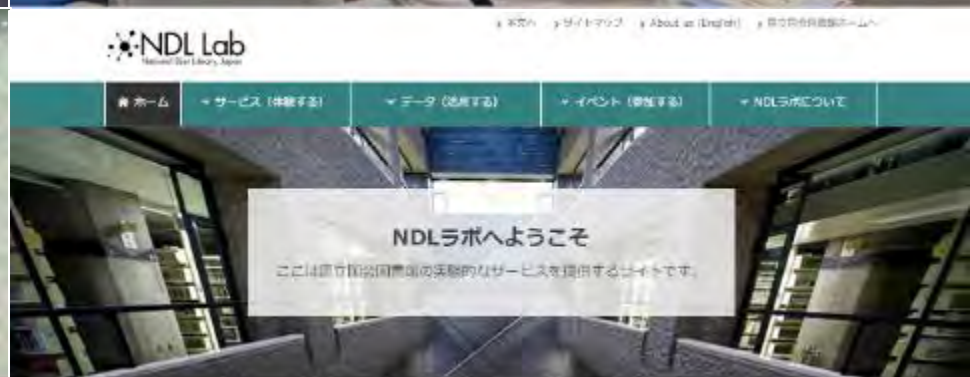 本文へ サイトマップ About us (English) 国立国会図書館ホームへ
NDL Lab
National Diet Library, Japan
ホーム サービス（体験する） データ（活用する） イベント（参加する） NDLラボについて
NDLラボへようこそ
ここは国立国会図書館の実験的なサービスを提供するサイトです。